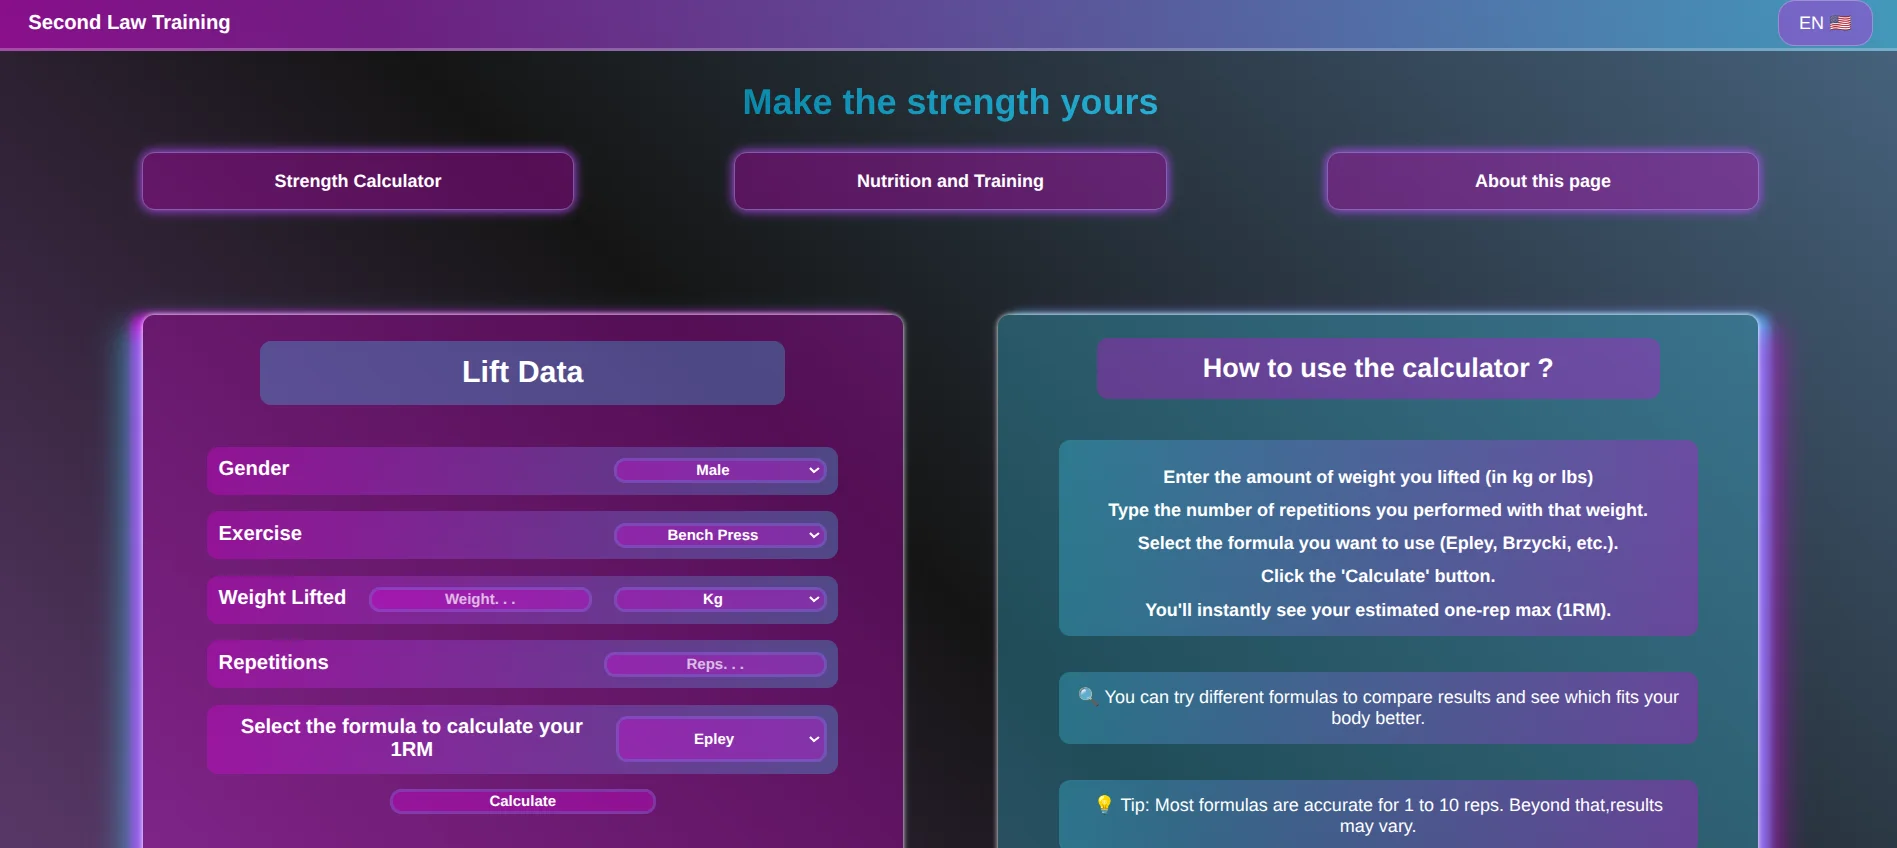 Second Law Training
EN 🇺🇸
Make the strength yours
Strength Calculator
Nutrition and Training
About this page
Lift Data
Gender
Male
Exercise
Bench Press
Weight Lifted
Weight. . .
Kg
Repetitions
Reps. . .
Select the formula to calculate your
1RM
Epley
Calculate
How to use the calculator ?
Enter the amount of weight you lifted (in kg or lbs)
Type the number of repetitions you performed with that weight.
Select the formula you want to use (Epley, Brzycki, etc.).
Click the 'Calculate' button.
You'll instantly see your estimated one-rep max (1RM).
🔍 You can try different formulas to compare results and see which fits your
body better.
💡 Tip: Most formulas are accurate for 1 to 10 reps. Beyond that,results
may vary.